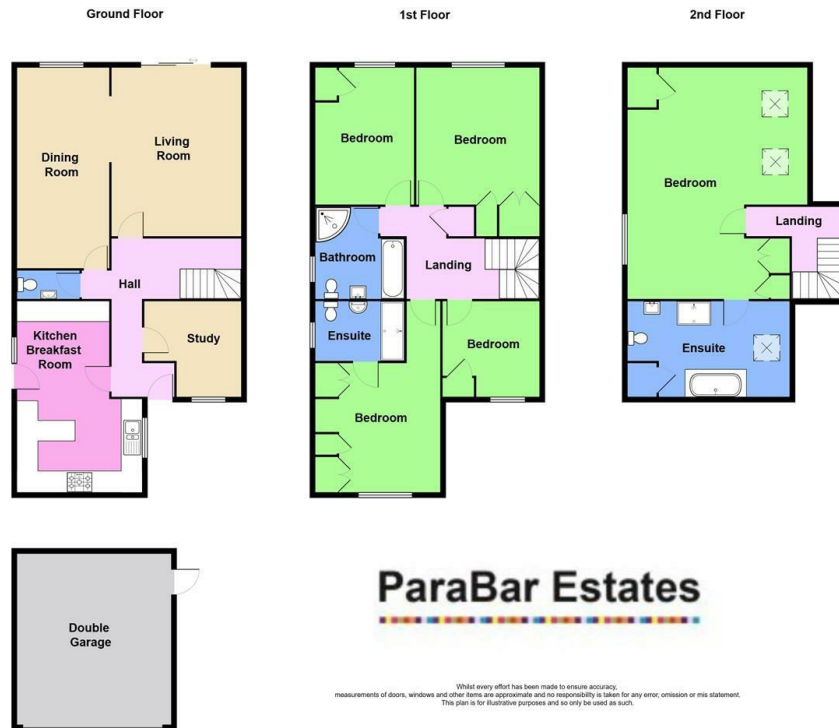 Ground Floor
1st Floor
2nd Floor
Dining
Room
Living
Room
Hall
Kitchen
Breakfast
Room
Study
Bedroom
Bedroom
Bathroom
Landing
Ensuite
Bedroom
Bedroom
Bedroom
Landing
Ensuite
Double
Garage
ParaBar Estates
Whilst every effort has been made to ensure accuracy,
measurements of doors, windows and other items are approximate and no responsibility is taken for any error, omission or mis statement.
This plan is for illustrative purposes and so only be used as such.